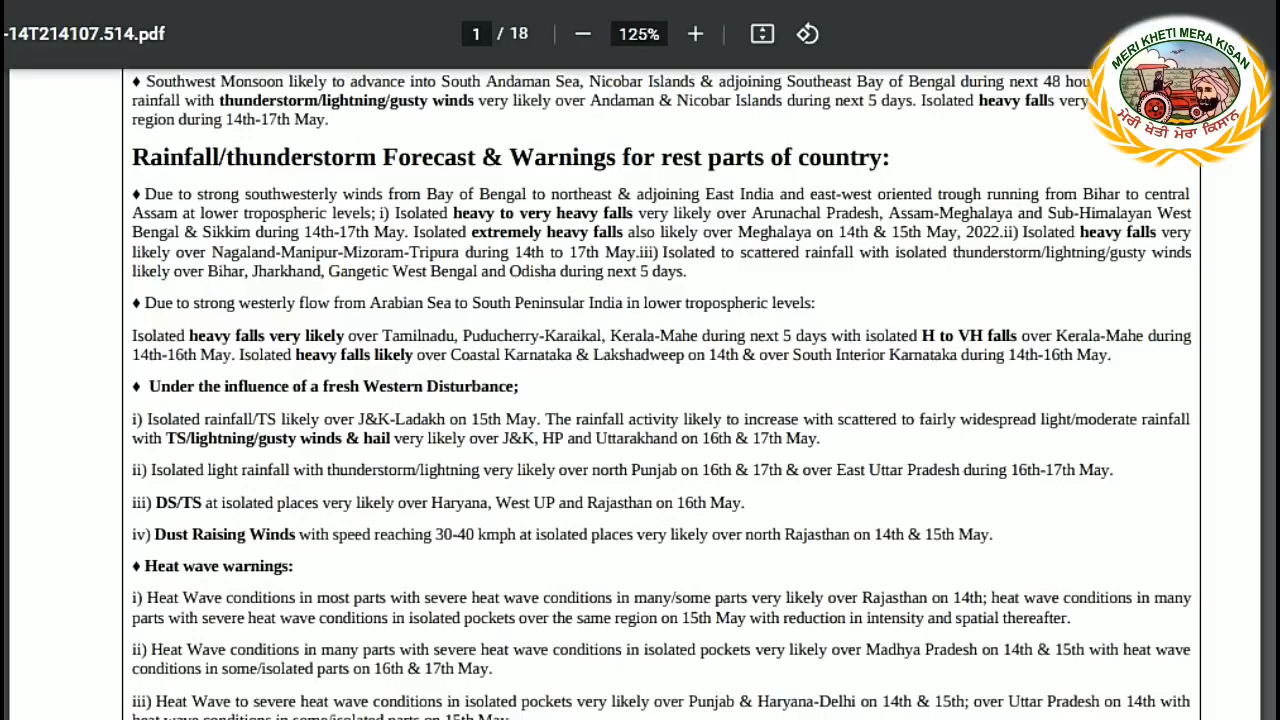 -14T214107.514.pdf
1 / 18
125%
MERI KHETI MERA KISAN
ਮੇਰੀ ਖੇਤੀ ਮੇਰਾ ਕਿਸਾਨ
♦ Southwest Monsoon likely to advance into South Andaman Sea, Nicobar Islands & adjoining Southeast Bay of Bengal during next 48
rainfall with thunderstorm/lightning/gusty winds very likely over Andaman & Nicobar Islands during next 5 days. Isolated heavy falls very
region during 14th-17th May.
Rainfall/thunderstorm Forecast & Warnings for rest parts of country:
♦ Due to strong southwesterly winds from Bay of Bengal to northeast & adjoining East India and east-west oriented trough running from Bihar to central
Assam at lower tropospheric levels; i) Isolated heavy to very heavy falls very likely over Arunachal Pradesh, Assam-Meghalaya and Sub-Himalayan West
Bengal & Sikkim during 14th-17th May. Isolated extremely heavy falls also likely over Meghalaya on 14th & 15th May, 2022.ii) Isolated heavy falls very
likely over Nagaland-Manipur-Mizoram-Tripura during 14th to 17th May.iii) Isolated to scattered rainfall with isolated thunderstorm/lightning/gusty winds
likely over Bihar, Jharkhand, Gangetic West Bengal and Odisha during next 5 days.
♦ Due to strong westerly flow from Arabian Sea to South Peninsular India in lower tropospheric levels:
Isolated heavy falls very likely over Tamilnadu, Puducherry-Karaikal, Kerala-Mahe during next 5 days with isolated H to VH falls over Kerala-Mahe during
14th-16th May. Isolated heavy falls likely over Coastal Karnataka & Lakshadweep on 14th & over South Interior Karnataka during 14th-16th May.
♦ Under the influence of a fresh Western Disturbance;
i) Isolated rainfall/TS likely over J&K-Ladakh on 15th May. The rainfall activity likely to increase with scattered to fairly widespread light/moderate rainfall
with TS/lightning/gusty winds & hail very likely over J&K, HP and Uttarakhand on 16th & 17th May.
ii) Isolated light rainfall with thunderstorm/lightning very likely over north Punjab on 16th & 17th & over East Uttar Pradesh during 16th-17th May.
iii) DS/TS at isolated places very likely over Haryana, West UP and Rajasthan on 16th May.
iv) Dust Raising Winds with speed reaching 30-40 kmph at isolated places very likely over north Rajasthan on 14th & 15th May.
♦ Heat wave warnings:
i) Heat Wave conditions in most parts with severe heat wave conditions in many/some parts very likely over Rajasthan on 14th; heat wave conditions in many
parts with severe heat wave conditions in isolated pockets over the same region on 15th May with reduction in intensity and spatial thereafter.
ii) Heat Wave conditions in many parts with severe heat wave conditions in isolated pockets very likely over Madhya Pradesh on 14th & 15th with heat wave
conditions in some/isolated parts on 16th & 17th May.
iii) Heat Wave to severe heat wave conditions in isolated pockets very likely over Punjab & Haryana-Delhi on 14th & 15th; over Uttar Pradesh on 14th with
heat wave conditions in some/isolated parts on 15th May